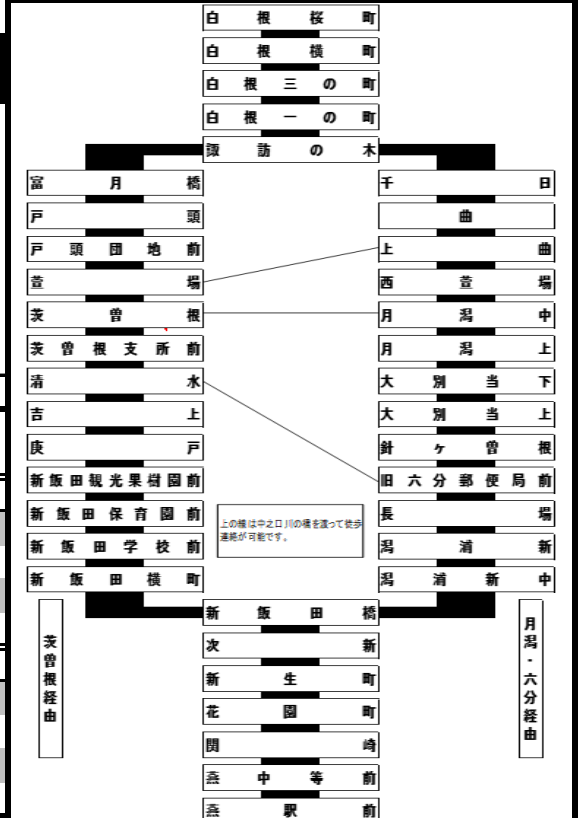 白根桜町
白根横町
白根三の町
白根一の町
諏訪の木
富月橋
戸頭
戸頭団地前
萱場
茨曽根
茨曽根支所前
清水
吉上
庚戸
新飯田観光果樹園前
新飯田保育園前
新飯田学校前
新飯田横町
千日
曲
上曲
西萱場
月潟中
月潟上
大別当下
大別当上
針ヶ曽根
旧六分郵便局前
長場
潟浦新
潟浦新中
上の線は中之口川の橋を渡って徒歩
連絡が可能です。
新飯田橋
次新
新生町
花園町
関崎
燕中等前
燕駅前
茨曽根経由
月潟・六分経由